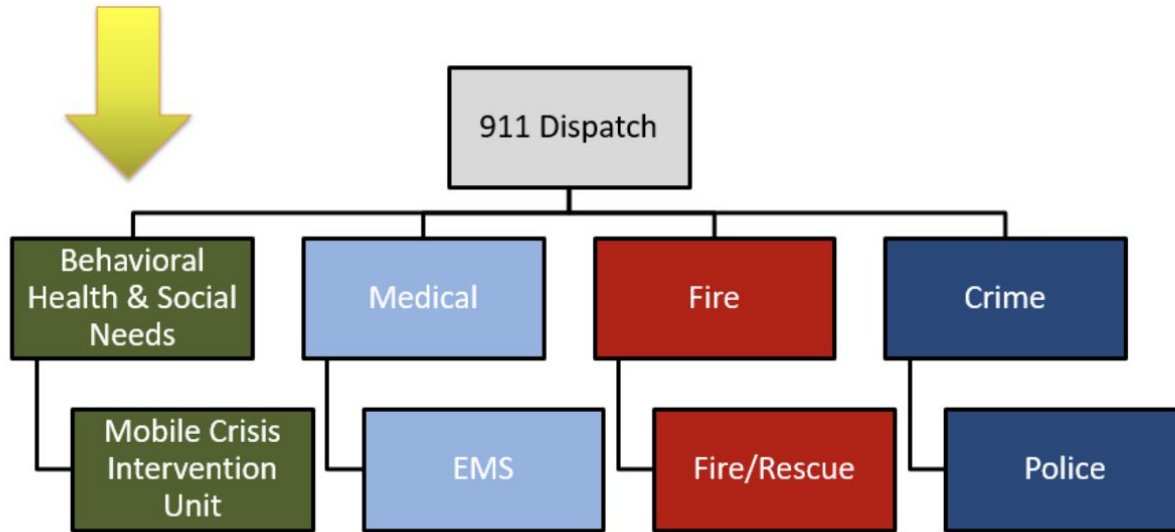 911 Dispatch
Behavioral
Health & Social
Needs
Medical
Fire
Crime
Mobile Crisis
Intervention
Unit
EMS
Fire/Rescue
Police